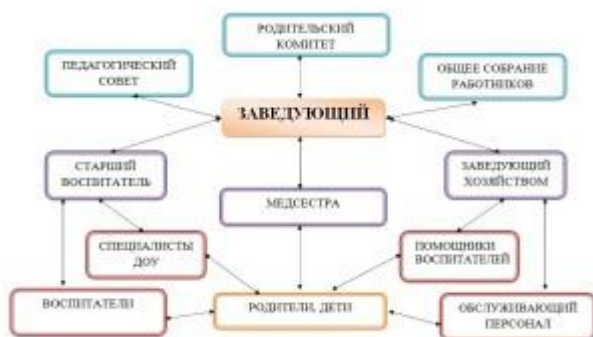 РОДИТЕЛЬСКИЙ
КОМИТЕТ
ПЕДАГОГИЧЕСКИЙ
СОВЕТ
ОБЩЕЕ СОБРАНИЕ
РАБОТНИКОВ
ЗАВЕДУЮЩИЙ
СТАРШИЙ
ВОСПИТАТЕЛЬ
ЗАВЕДУЮЩИЙ
ХОЗЯЙСТВОМ
МЕДСЕСТРА
СПЕЦИАЛИСТЫ
ДОУ
ПОМОЩНИКИ
ВОСПИТАТЕЛЕЙ
ВОСПИТАТЕЛИ
РОДИТЕЛИ, ДЕТИ
ОБСЛУЖИВАЮЩИЙ
ПЕРСОНАЛ